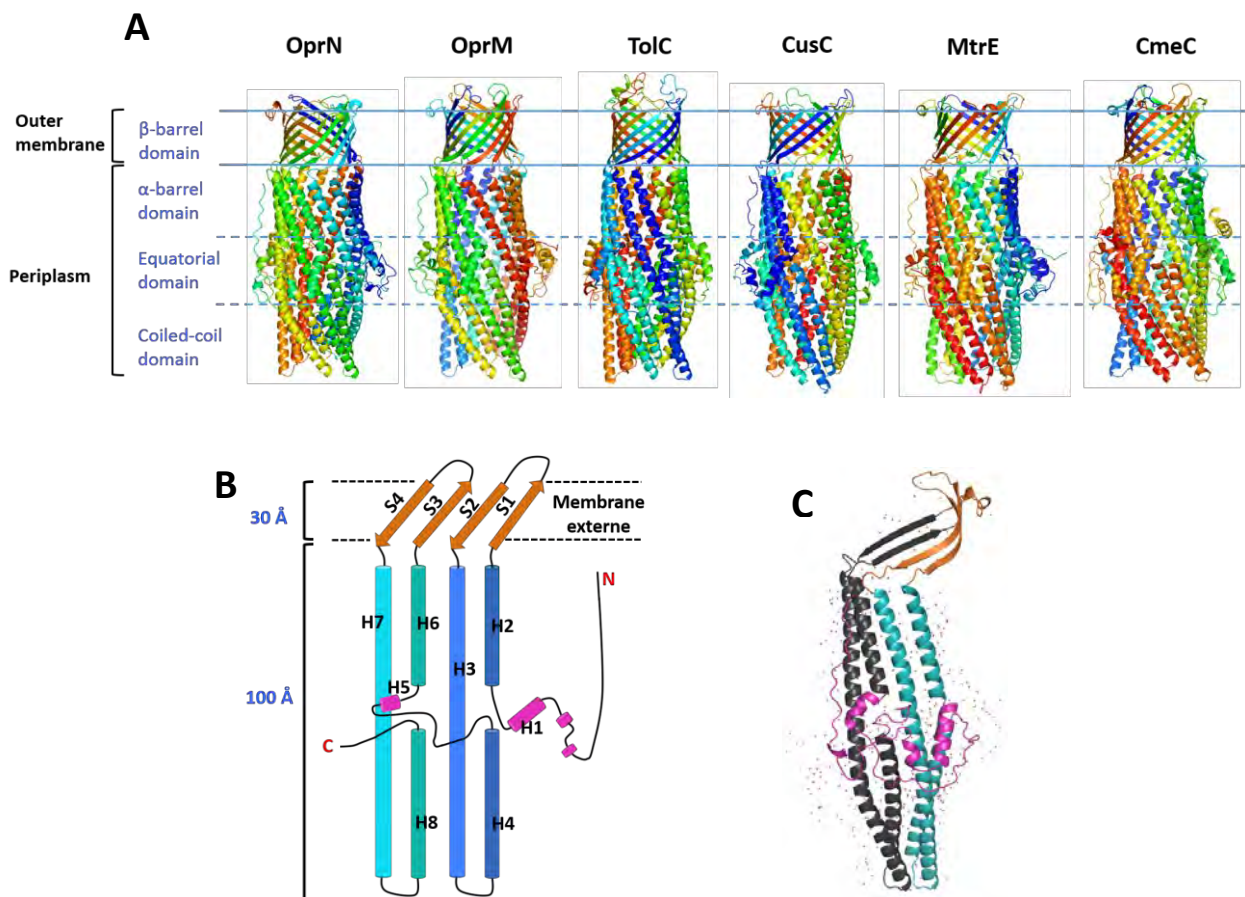 A
OprN OprM TolC CusC MtrE CmeC
Outer
membrane
β-barrel
domain
Periplasm
α-barrel
domain
Equatorial
domain
Coiled-coil
domain
B
30 Å
S4 S3 S2 S1
Membrane
externe
100 Å
N
H7 H6 H3 H2
H5
H1
C
H8 H4
C